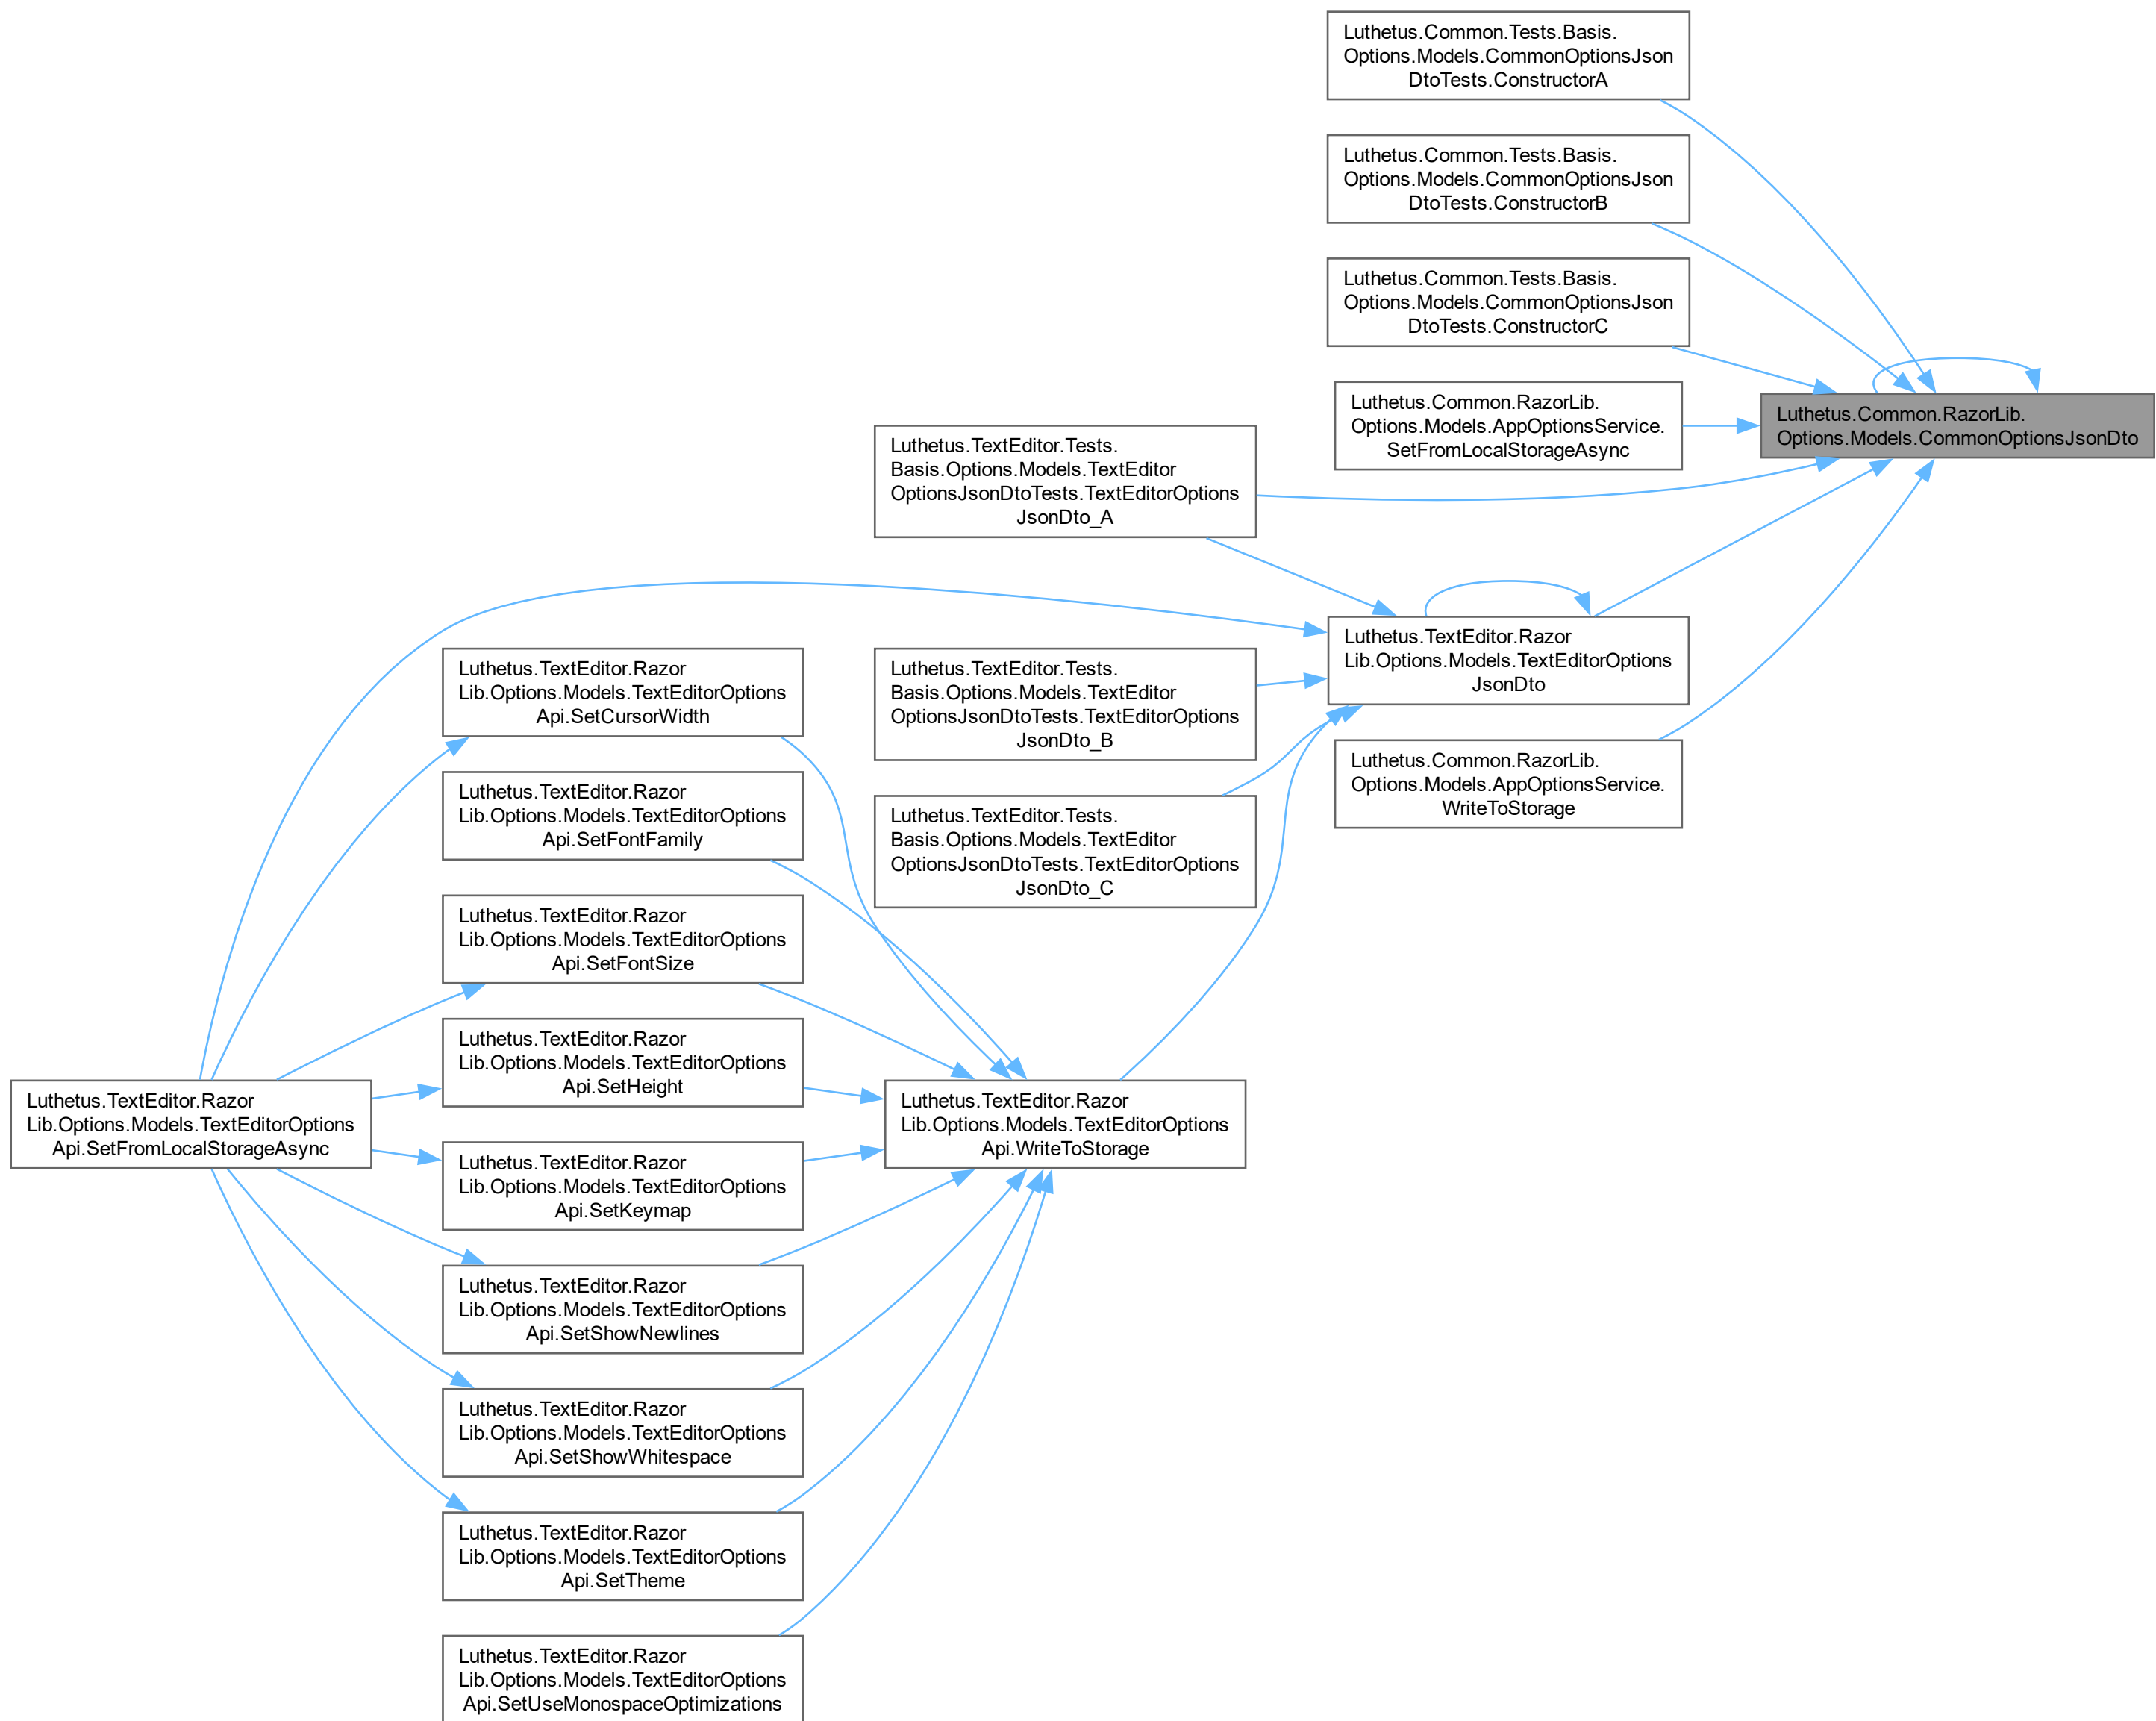 Luthetus.Common.Tests.Basis.
Options.Models.CommonOptionsJson
DtoTests.ConstructorA
Luthetus.Common.Tests.Basis.
Options.Models.CommonOptionsJson
DtoTests.ConstructorB
Luthetus.Common.Tests.Basis.
Options.Models.CommonOptionsJson
DtoTests.ConstructorC
Luthetus.Common.RazorLib.
Options.Models.AppOptionsService.
SetFromLocalStorageAsync
Luthetus.Common.RazorLib.
Options.Models.CommonOptionsJsonDto
Luthetus.TextEditor.Tests.
Basis.Options.Models.TextEditor
OptionsJsonDtoTests.TextEditorOptions
JsonDto_A
Luthetus.TextEditor.Razor
Lib.Options.Models.TextEditorOptions
JsonDto
Luthetus.TextEditor.Tests.
Basis.Options.Models.TextEditor
OptionsJsonDtoTests.TextEditorOptions
JsonDto_B
Luthetus.Common.RazorLib.
Options.Models.AppOptionsService.
WriteToStorage
Luthetus.TextEditor.Tests.
Basis.Options.Models.TextEditor
OptionsJsonDtoTests.TextEditorOptions
JsonDto_C
Luthetus.TextEditor.Razor
Lib.Options.Models.TextEditorOptions
Api.SetCursorWidth
Luthetus.TextEditor.Razor
Lib.Options.Models.TextEditorOptions
Api.SetFontFamily
Luthetus.TextEditor.Razor
Lib.Options.Models.TextEditorOptions
Api.SetFontSize
Luthetus.TextEditor.Razor
Lib.Options.Models.TextEditorOptions
Api.SetHeight
Luthetus.TextEditor.Razor
Lib.Options.Models.TextEditorOptions
Api.SetFromLocalStorageAsync
Luthetus.TextEditor.Razor
Lib.Options.Models.TextEditorOptions
Api.WriteToStorage
Luthetus.TextEditor.Razor
Lib.Options.Models.TextEditorOptions
Api.SetKeymap
Luthetus.TextEditor.Razor
Lib.Options.Models.TextEditorOptions
Api.SetShowNewlines
Luthetus.TextEditor.Razor
Lib.Options.Models.TextEditorOptions
Api.SetShowWhitespace
Luthetus.TextEditor.Razor
Lib.Options.Models.TextEditorOptions
Api.SetTheme
Luthetus.TextEditor.Razor
Lib.Options.Models.TextEditorOptions
Api.SetUseMonospaceOptimizations